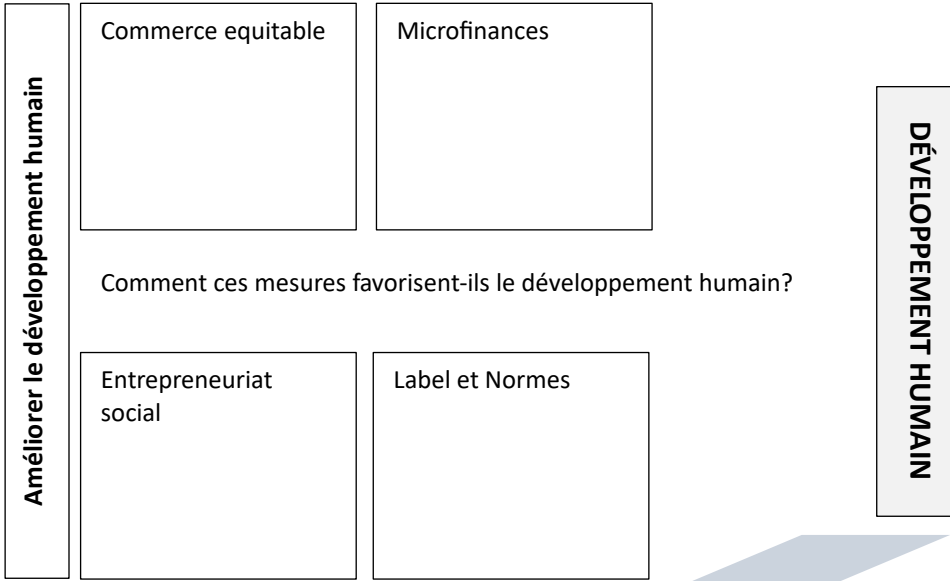 Améliorer le développement humain
Commerce equitable
Microfinances
Comment ces mesures favorisent-ils le développement humain?
Entrepreneuriat
social
Label et Normes
DÉVELOPPEMENT HUMAIN